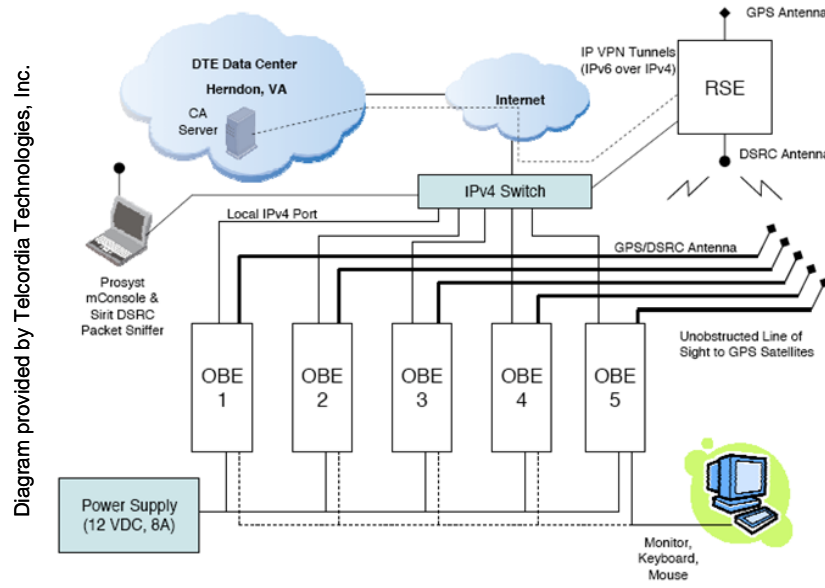 Diagram provided by Telcordia Technologies, Inc.
DTE Data Center
Herndon, VA
CA
Server
Internet
IP VPN Tunnels
(IPv6 over IPv4)
GPS Antenna
RSE
DSRC Antenna
IPv4 Switch
Local IPv4 Port
GPS/DSRC Antenna
Prosyst
mConsole &
Sirit DSRC
Packet Sniffer
Unobstructed Line of
Sight to GPS Satellites
OBE
1
OBE
2
OBE
3
OBE
4
OBE
5
Power Supply
(12 VDC, 8A)
Monitor,
Keyboard,
Mouse